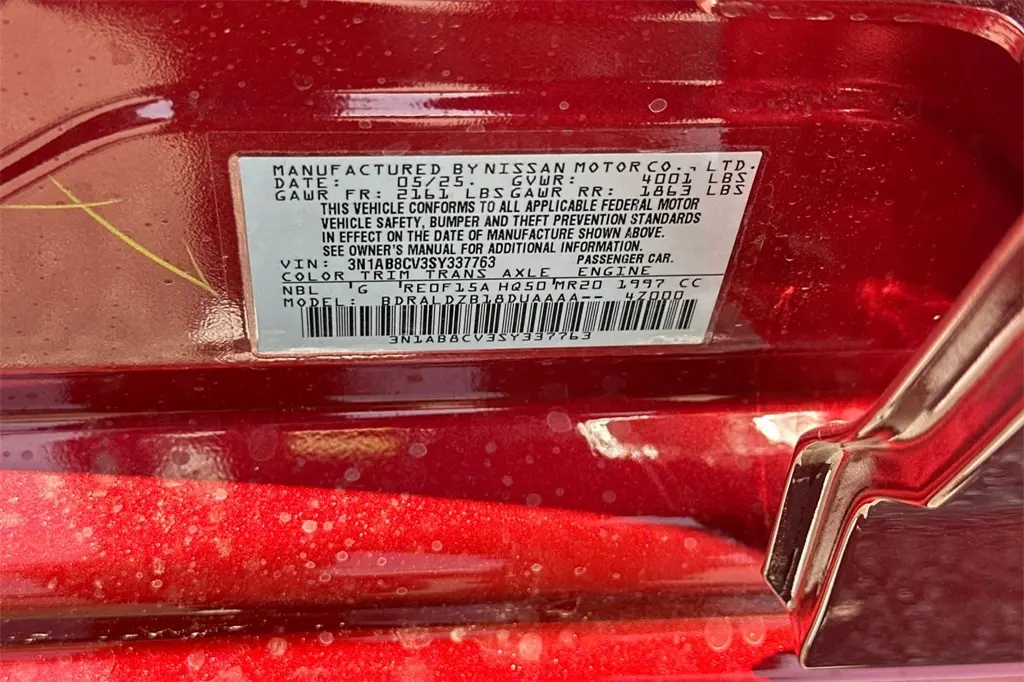 MANUFACTURED BY NISSAN MOTOR CO., LTD.
DATE: 05/25. GVWR: 4001 LBS
GAWR FR: 2161 LBS GAWR RR: 1863 LBS
THIS VEHICLE CONFORMS TO ALL APPLICABLE FEDERAL MOTOR
VEHICLE SAFETY, BUMPER AND THEFT PREVENTION STANDARDS
IN EFFECT ON THE DATE OF MANUFACTURE SHOWN ABOVE.
SEE OWNER'S MANUAL FOR ADDITIONAL INFORMATION.
VIN: 3N1AB8CV3SY337763 PASSENGER CAR.
COLOR TRIM TRANS AXLE ENGINE
NBL 'G RE0F15A HQ50 MR20 1997 CC
MODEL: BDRALDZB18DUAAAA-- 47000
3N1AB8CV3SY337763